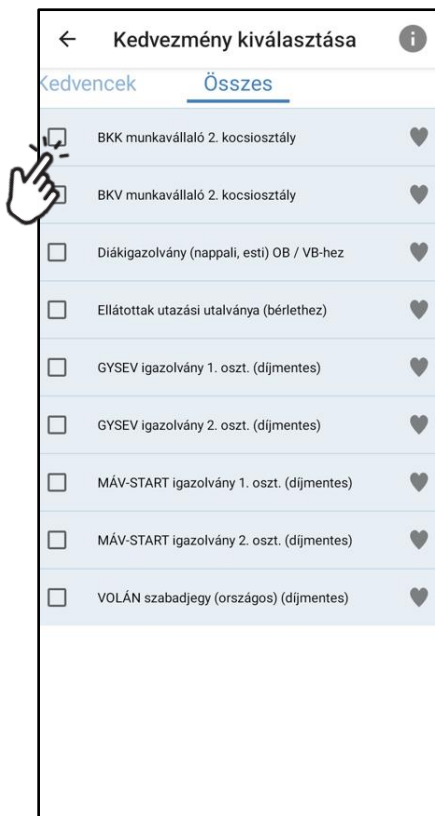 Kedvezmény kiválasztása
Kedvencek Összes
BKK munkavállaló 2. kocsiosztály
BKV munkavállaló 2. kocsiosztály
Diákigazolvány (nappali, esti) OB / VB-hez
Ellátottak utazási utalványa (bérlethez)
GYSEV igazolvány 1. oszt. (díjmentes)
GYSEV igazolvány 2. oszt. (díjmentes)
MÁV-START igazolvány 1. oszt. (díjmentes)
MÁV-START igazolvány 2. oszt. (díjmentes)
VOLÁN szabadjegy (országos) (díjmentes)